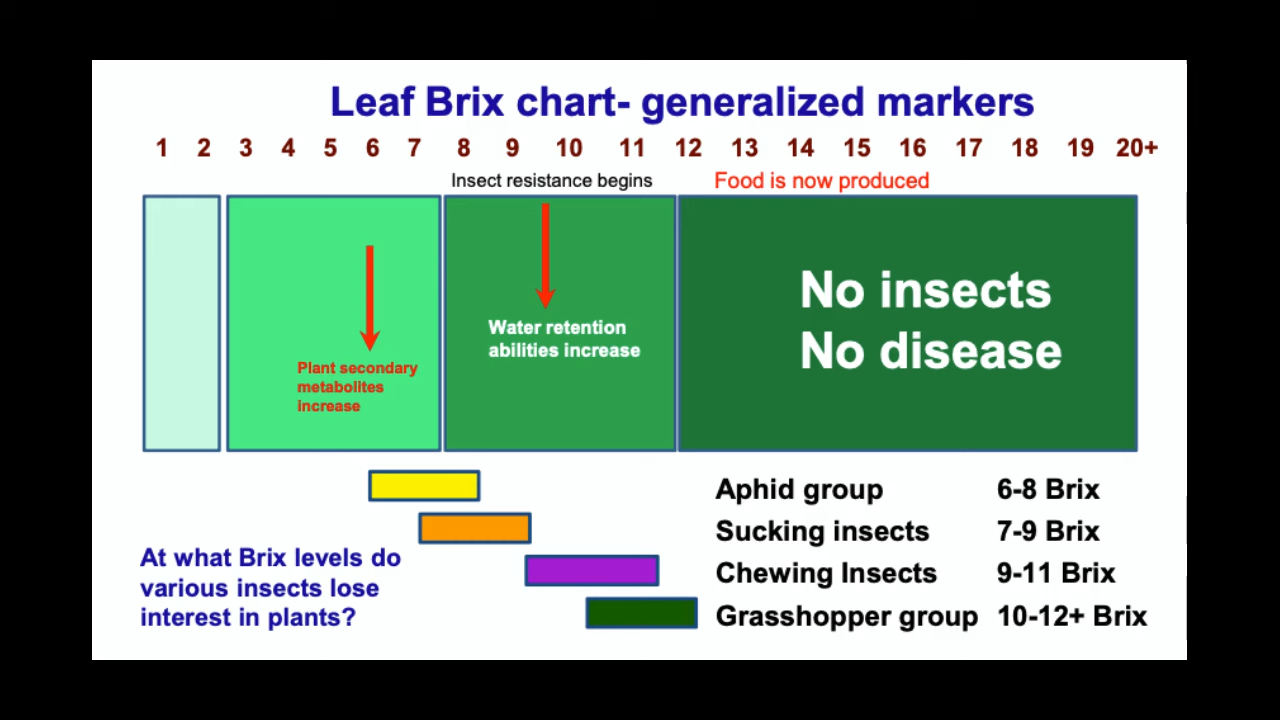 Leaf Brix chart- generalized markers
1 2 3 4 5 6 7 8 9 10 11 12 13 14 15 16 17 18 19 20+
Insect resistance begins
Food is now produced
Plant secondary
metabolites
increase
Water retention
abilities increase
No insects
No disease
At what Brix levels do
various insects lose
interest in plants?
Aphid group 6-8 Brix
Sucking insects 7-9 Brix
Chewing Insects 9-11 Brix
Grasshopper group 10-12+ Brix